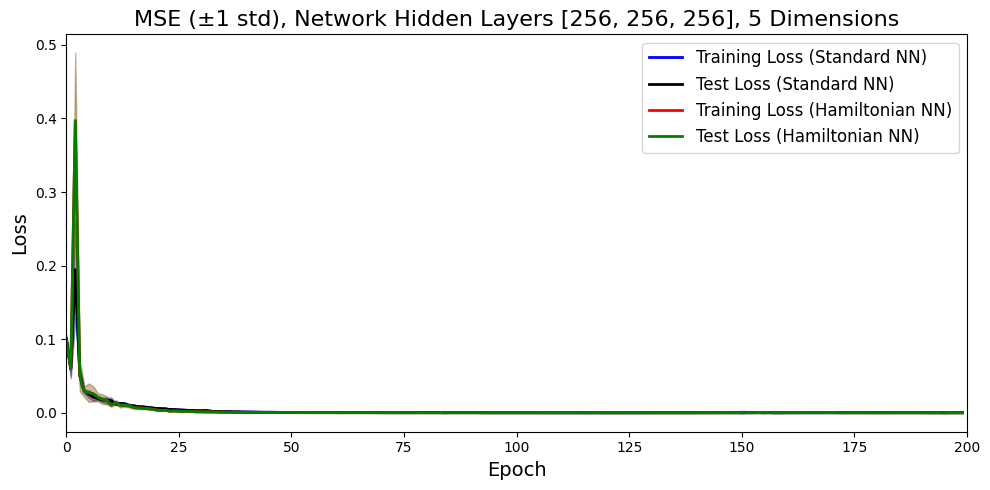 MSE (±1 std), Network Hidden Layers [256, 256, 256], 5 Dimensions
Training Loss (Standard NN)
Test Loss (Standard NN)
Training Loss (Hamiltonian NN)
Test Loss (Hamiltonian NN)
Loss
0.5
0.4
0.3
0.2
0.1
0.0
0 25 50 75 100 125 150 175 200
Epoch